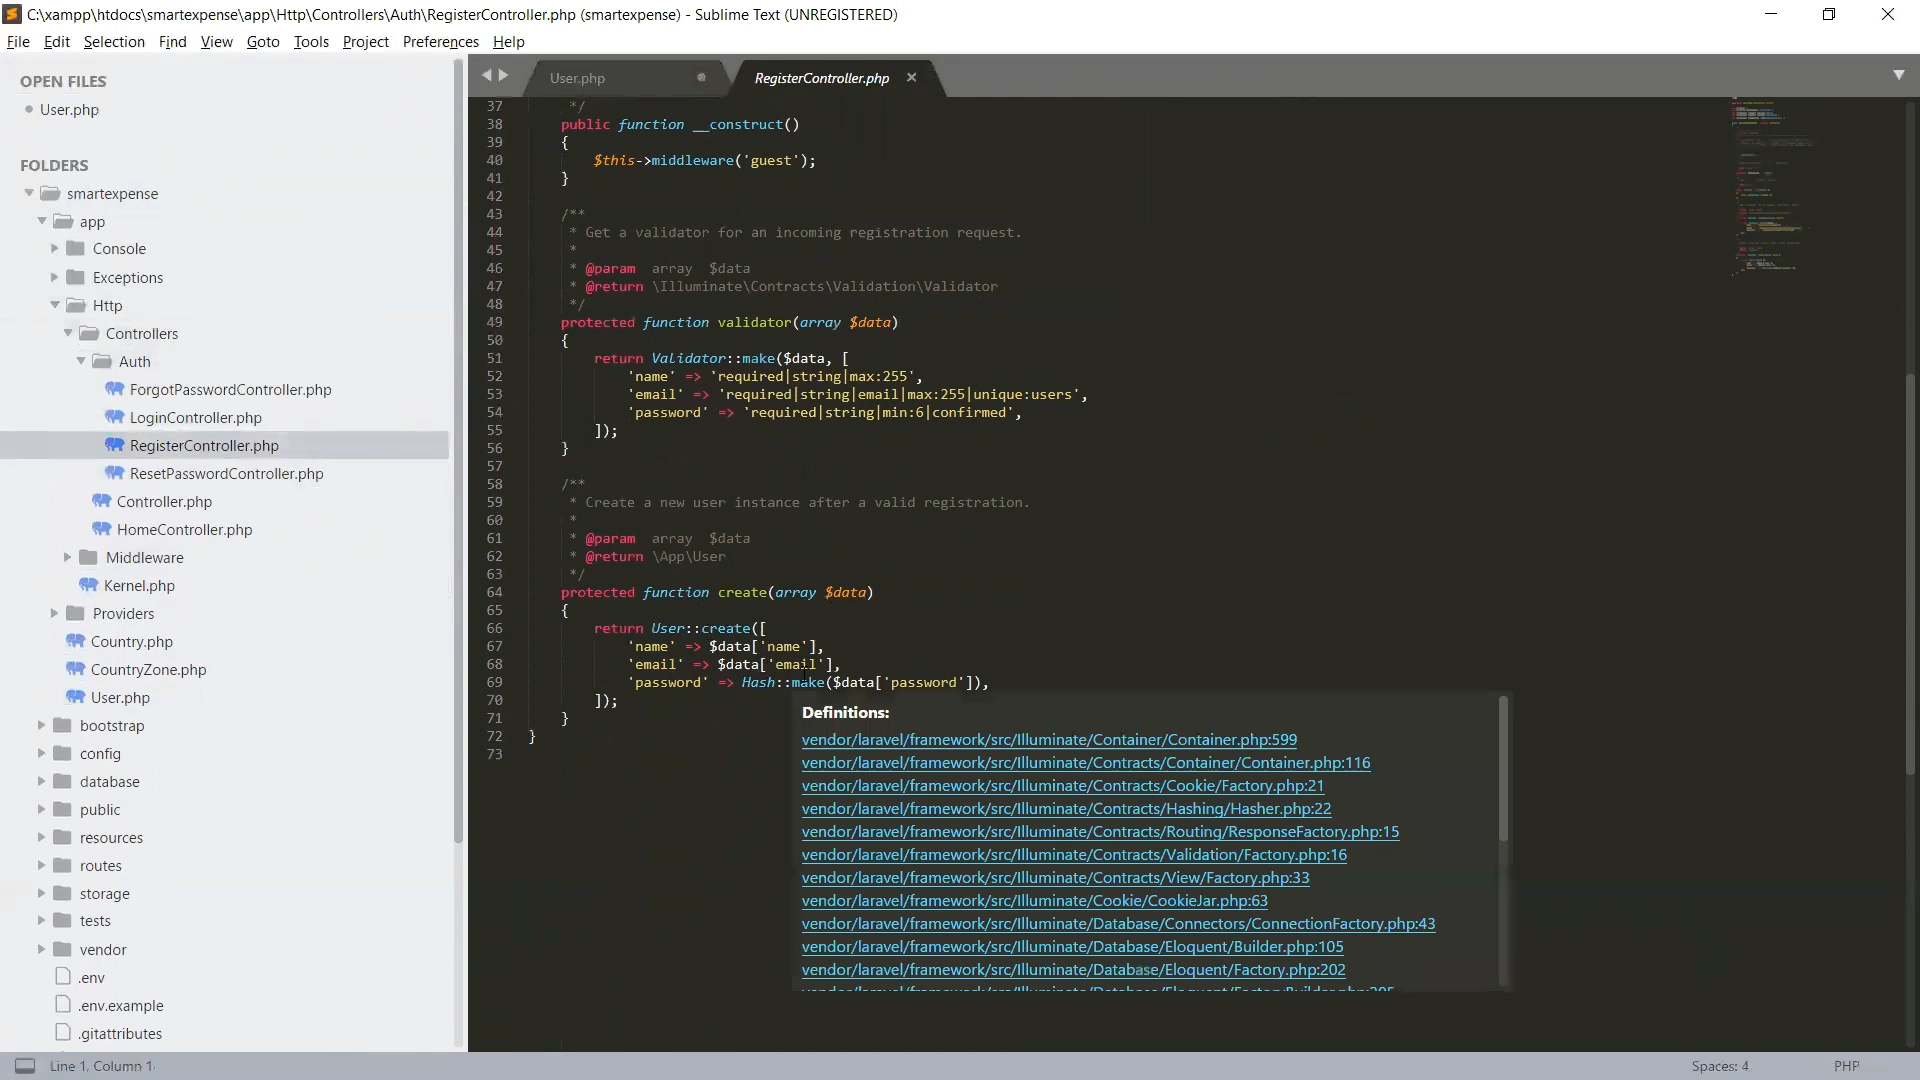 C:\xampp\htdocs\smartexpense\app\Http\Controllers\Auth\RegisterController.php (smartexpense) - Sublime Text (UNREGISTERED)
File Edit Selection Find View Goto Tools Project Preferences Help
OPEN FILES
User.php
FOLDERS
smartexpense
app
Console
Exceptions
Http
Controllers
Auth
ForgotPasswordController.php
LoginController.php
RegisterController.php
ResetPasswordController.php
Controller.php
HomeController.php
Middleware
Kernel.php
Providers
Country.php
CountryZone.php
User.php
bootstrap
config
database
public
resources
routes
storage
tests
vendor
.env
.env.example
.gitattributes
User.php RegisterController.php
37 */
38 public function __construct()
39 {
40 $this->middleware('guest');
41 }
42
43 /**
44 * Get a validator for an incoming registration request.
45 *
46 * @param array $data
47 * @return \Illuminate\Contracts\Validation\Validator
48 */
49 protected function validator(array $data)
50 {
51 return Validator::make($data, [
52 'name' => 'required|string|max:255',
53 'email' => 'required|string|email|max:255|unique:users',
54 'password' => 'required|string|min:6|confirmed',
55 ]);
56 }
57
58 /**
59 * Create a new user instance after a valid registration.
60 *
61 * @param array $data
62 * @return \App\User
63 */
64 protected function create(array $data)
65 {
66 return User::create([
67 'name' => $data['name'],
68 'email' => $data['email'],
69 'password' => Hash::make($data['password']),
70 ]);
71 }
72 }
73
Definitions:
vendor/laravel/framework/src/Illuminate/Container/Container.php:599
vendor/laravel/framework/src/Illuminate/Contracts/Container/Container.php:116
vendor/laravel/framework/src/Illuminate/Contracts/Cookie/Factory.php:21
vendor/laravel/framework/src/Illuminate/Contracts/Hashing/Hasher.php:22
vendor/laravel/framework/src/Illuminate/Contracts/Routing/ResponseFactory.php:15
vendor/laravel/framework/src/Illuminate/Contracts/Validation/Factory.php:16
vendor/laravel/framework/src/Illuminate/Contracts/View/Factory.php:33
vendor/laravel/framework/src/Illuminate/Cookie/CookieJar.php:63
vendor/laravel/framework/src/Illuminate/Database/Connectors/ConnectionFactory.php:43
vendor/laravel/framework/src/Illuminate/Database/Eloquent/Builder.php:105
vendor/laravel/framework/src/Illuminate/Database/Eloquent/Factory.php:202
Line 1, Column 1
Spaces: 4
PHP